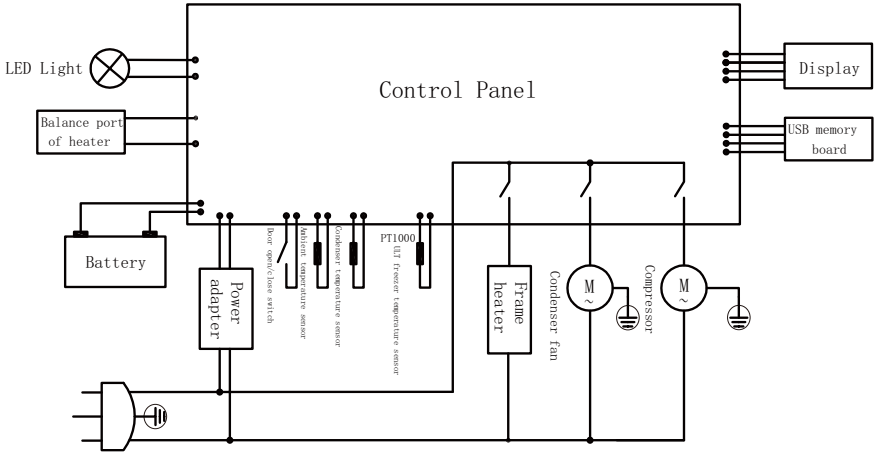 LED Light
Control Panel
Display
Balance port
of heater
USB memory
board
Battery
Power
adapter
Door open/close switch
Ambient temperature sensor
Condenser temperature sensor
PT1000
ULT freezer temperature sensor
Frame
heater
Condenser fan
M
~
Compressor
M
~